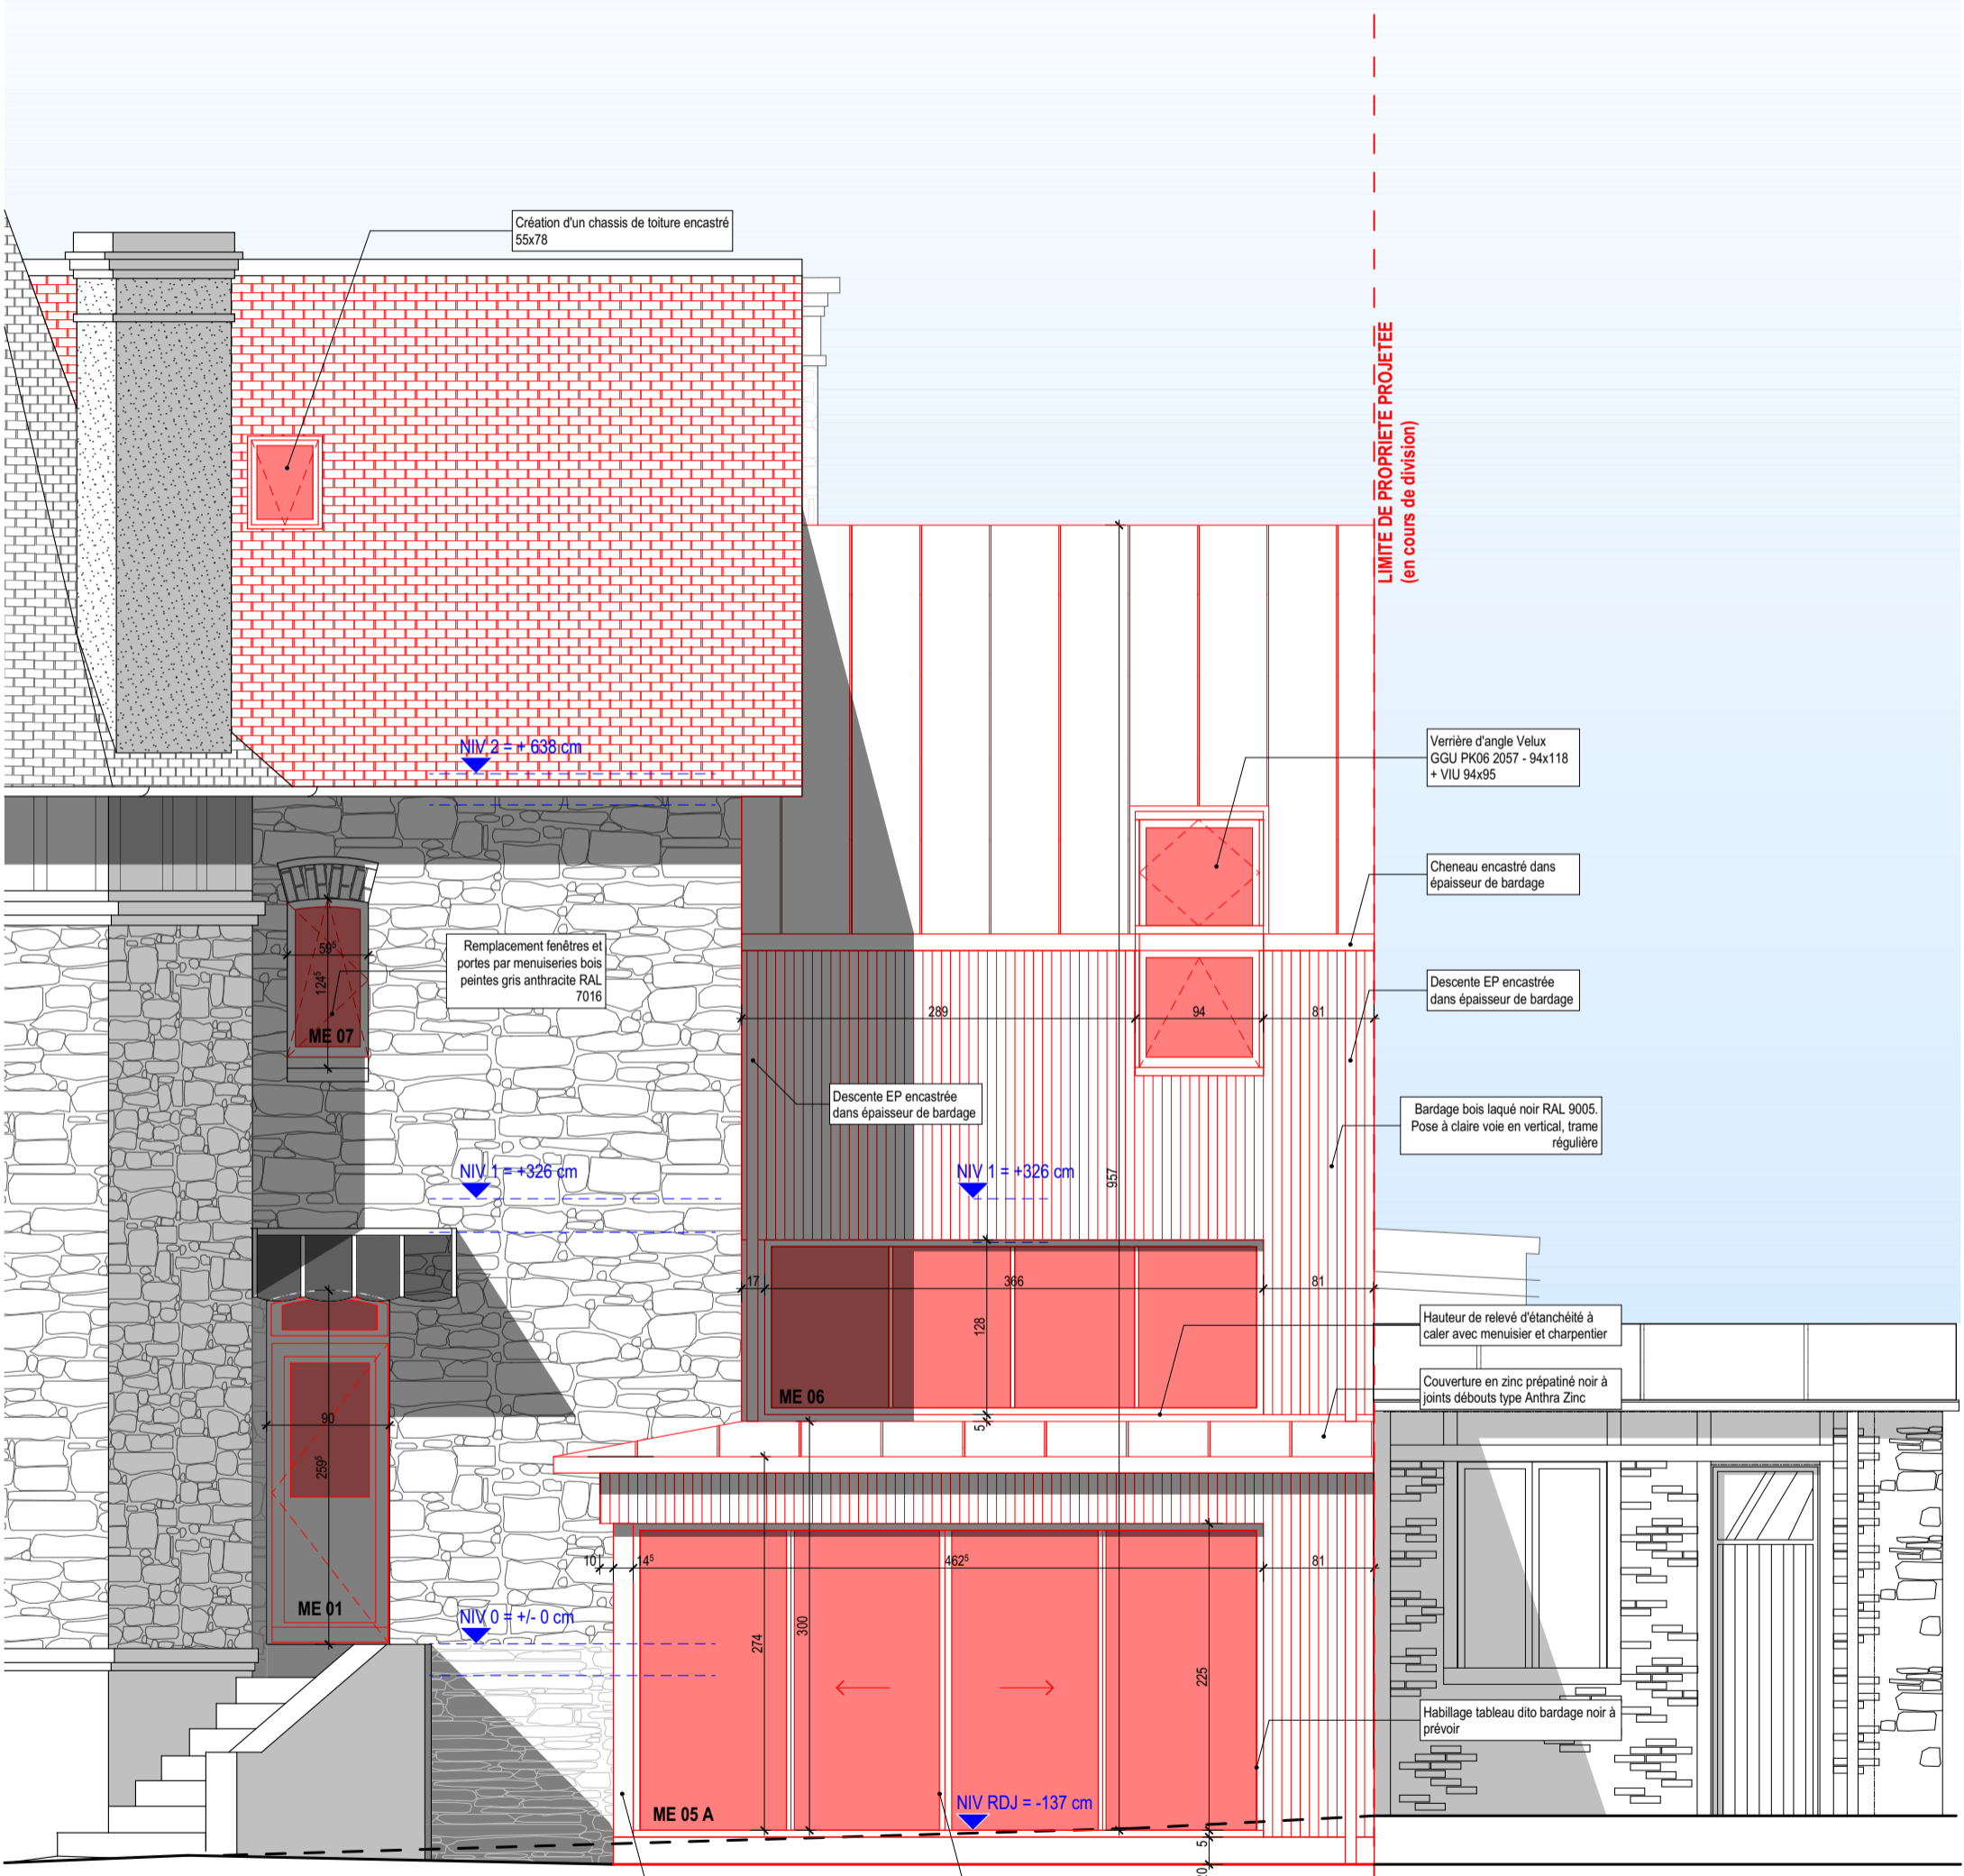 Création d'un chassis de toiture encastré
55x78
LIMITE DE PROPRIETE PROJETEE
(en cours de division)
NIV 2 = + 638 cm
Verrière d'angle Velux
GGU PK06 2057 - 94x118
+ VIU 94x95
Cheneau encastré dans
épaisseur de bardage
Remplacement fenêtres et
portes par menuiseries bois
peintes gris anthracite RAL
7016
59⁵
124⁵
ME 07
Descente EP encastrée
dans épaisseur de bardage
289
94
81
Descente EP encastrée
dans épaisseur de bardage
Bardage bois laqué noir RAL 9005.
Pose à claire voie en vertical, trame
régulière
NIV 1 = +326 cm
NIV 1 = +326 cm
957
17
366
81
128
Hauteur de relevé d'étanchéité à
caler avec menuisier et charpentier
Couverture en zinc prépatiné noir à
joints débouts type Anthra Zinc
ME 06
5
90
259⁵
ME 01
10
14⁵
462⁵
81
NIV 0 = +/- 0 cm
274
300
225
Habillage tableau dito bardage noir à
prévoir
ME 05 A
NIV RDJ = -137 cm
5